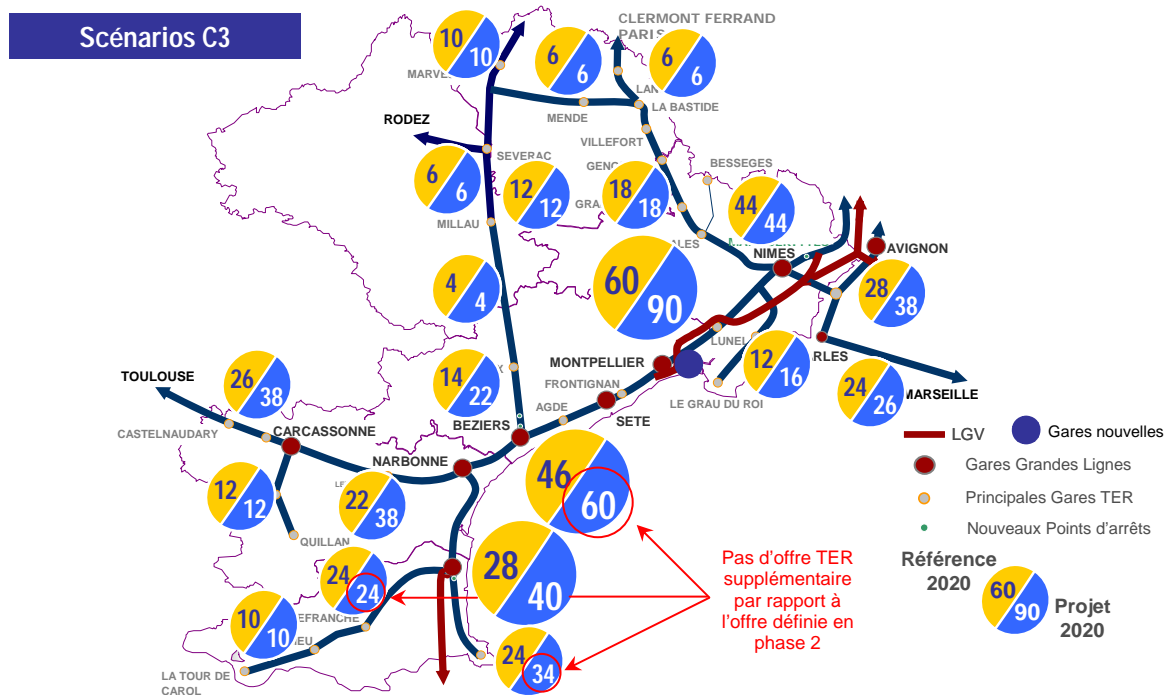 Scénarios C3
CLERMONT FERRAND
PARIS
10
10
6
6
6
6
LA BASTIDE
MENDE
VILLEFORT
RODEZ
SEVERAC
BESSEGES
6
6
12
12
18
18
44
44
MILLAU
NIMES
AVIGNON
60
90
4
4
28
38
LUNEL
MONTPELLIER
12
16
TOULOUSE
26
38
14
22
FRONTIGNAN
LE GRAU DU ROI
24
26
MARSEILLE
AGDE
SETE
CASTELNAUDARY
CARCASSONNE
BEZIERS
NARBONNE
LGV
Gares nouvelles
Gares Grandes Lignes
Principales Gares TER
Nouveaux Points d'arrêts
12
12
22
38
46
60
QUILLAN
24
24
28
40
Pas d'offre TER
supplémentaire
par rapport à
l'offre définie en
phase 2
Référence
2020
60
90
Projet
2020
10
10
24
34
LA TOUR DE
CAROL